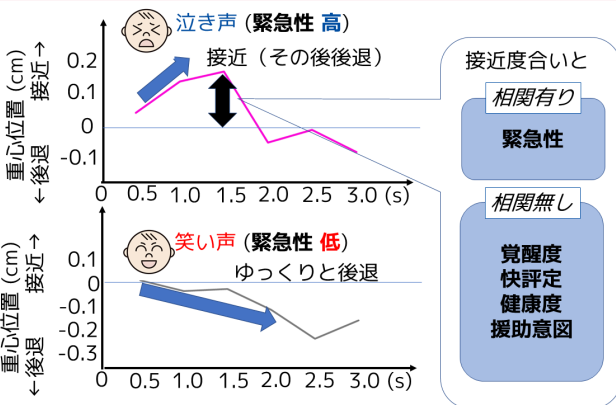 泣き声 (緊急性 高)
接近（その後後退）
重心位置 (cm)
←後退 接近→
0.2
0.1
0
-0.1
0 0.5 1.0 1.5 2.0 2.5 3.0 (s)
笑い声 (緊急性 低)
ゆっくりと後退
重心位置 (cm)
←後退 接近→
0.1
0
-0.1
-0.2
-0.3
0 0.5 1.0 1.5 2.0 2.5 3.0 (s)
接近度合いと
相関有り
緊急性
相関無し
覚醒度
快評定
健康度
援助意図